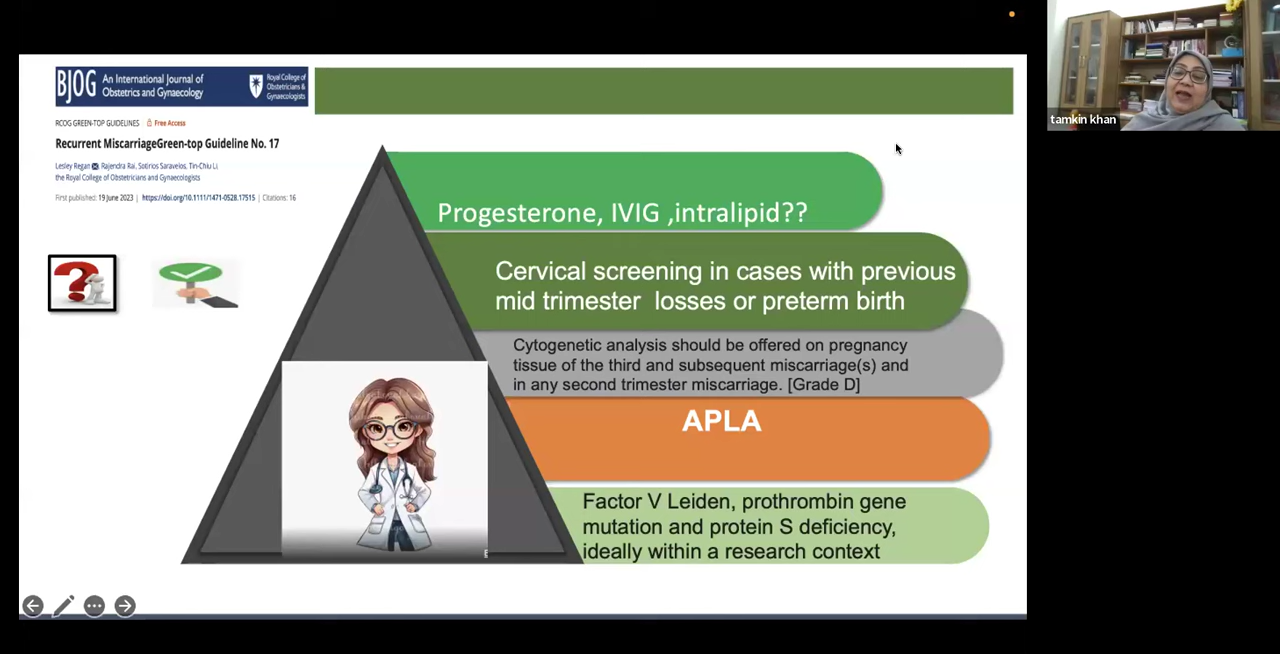 BJOG An International Journal of
Obstetrics and Gynaecology
Royal College of
Obstetricians &
Gynaecologists
RCOG GREEN-TOP GUIDELINES Free Access
Recurrent MiscarriageGreen-top Guideline No. 17
Lesley Regan, Rajendra Rai, Sotirios Saravelos, Tin-Chiu Li,
the Royal College of Obstetricians and Gynaecologists
First published: 19 June 2023 | https://doi.org/10.1111/1471-0528.17515 | Citations: 16
tamkin khan
Progesterone, IVIG ,intralipid??
Cervical screening in cases with previous
mid trimester losses or preterm birth
Cytogenetic analysis should be offered on pregnancy
tissue of the third and subsequent miscarriage(s) and
in any second trimester miscarriage. [Grade D]
APLA
Factor V Leiden, prothrombin gene
mutation and protein S deficiency,
ideally within a research context
E